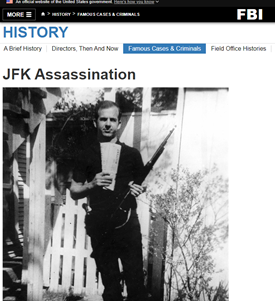 An official website of the United States government. Here's how you know
MORE
> HISTORY > FAMOUS CASES & CRIMINALS
FBI
HISTORY
A Brief History
Directors, Then And Now
Famous Cases & Criminals
Field Office Histories
JFK Assassination